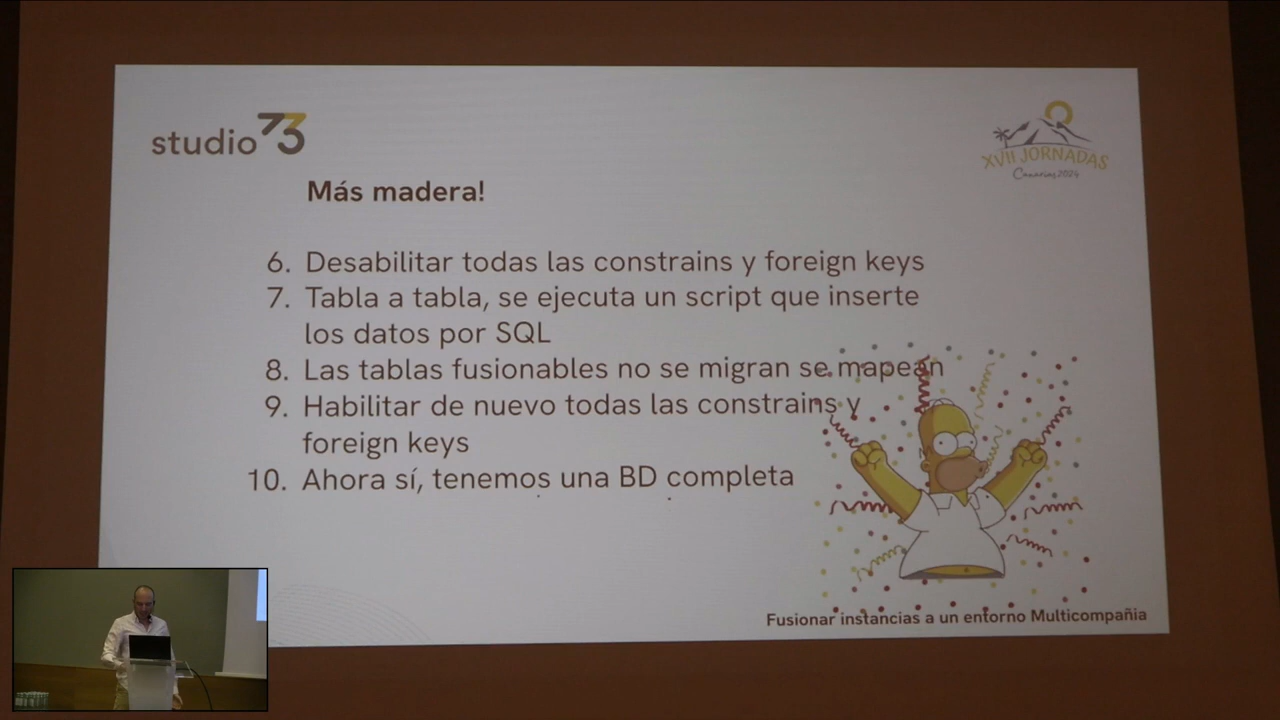 studio73
XVII JORNADAS
Canarias 2024
Más madera!
6. Desabilitar todas las constrains y foreign keys
7. Tabla a tabla, se ejecuta un script que inserte
los datos por SQL
8. Las tablas fusionables no se migran se mapean
9. Habilitar de nuevo todas las constrains y
foreign keys
10. Ahora sí, tenemos una BD completa
Fusionar instancias a un entorno Multicompañia